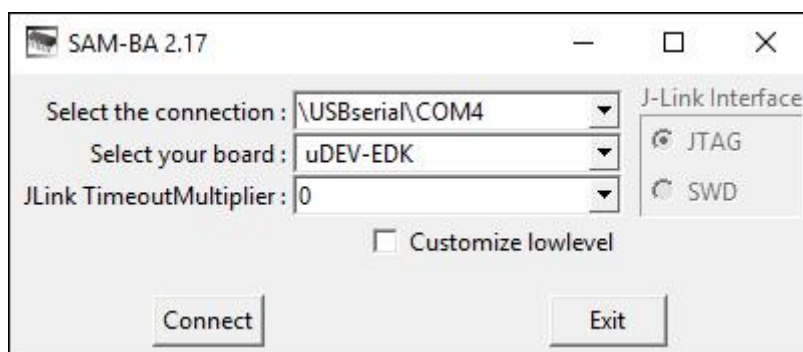 SAM-BA 2.17
Select the connection : \USBserial\COM4
J-Link Interface
Select your board : uDEV-EDK
JTAG
JLink TimeoutMultiplier : 0
SWD
Customize lowlevel
Connect Exit